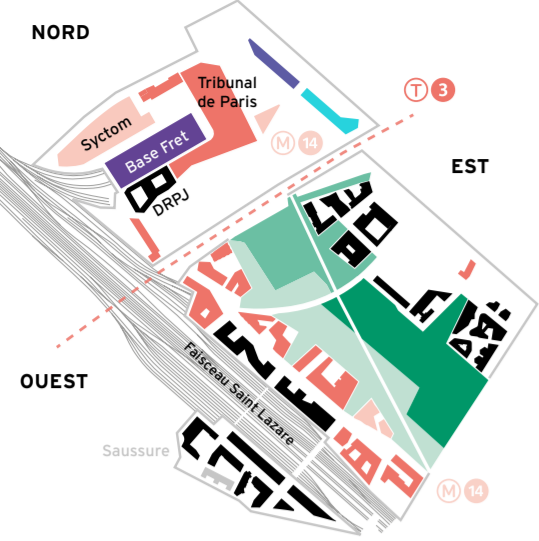 NORD
Tribunal
de Paris
T 3
Syctom
Base Fret
M 14
EST
DRPJ
OUEST
Faisceau Saint Lazare
Saussure
M 14